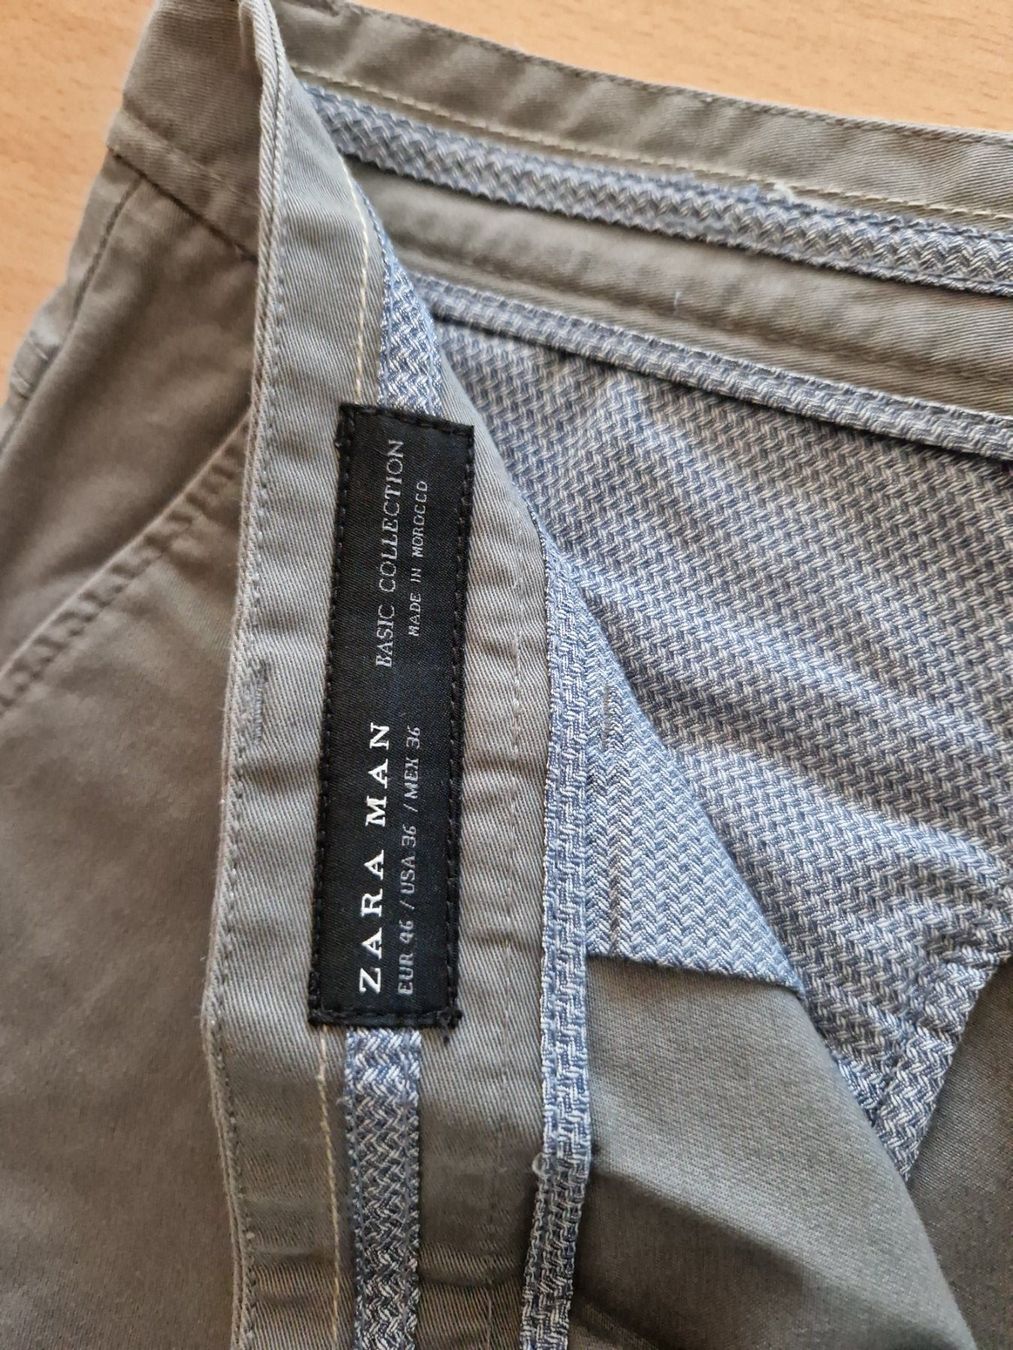 ZARA MAN BASIC COLLECTION
EUR 46 / USA 36 / MEX 36 MADE IN MOROCCO